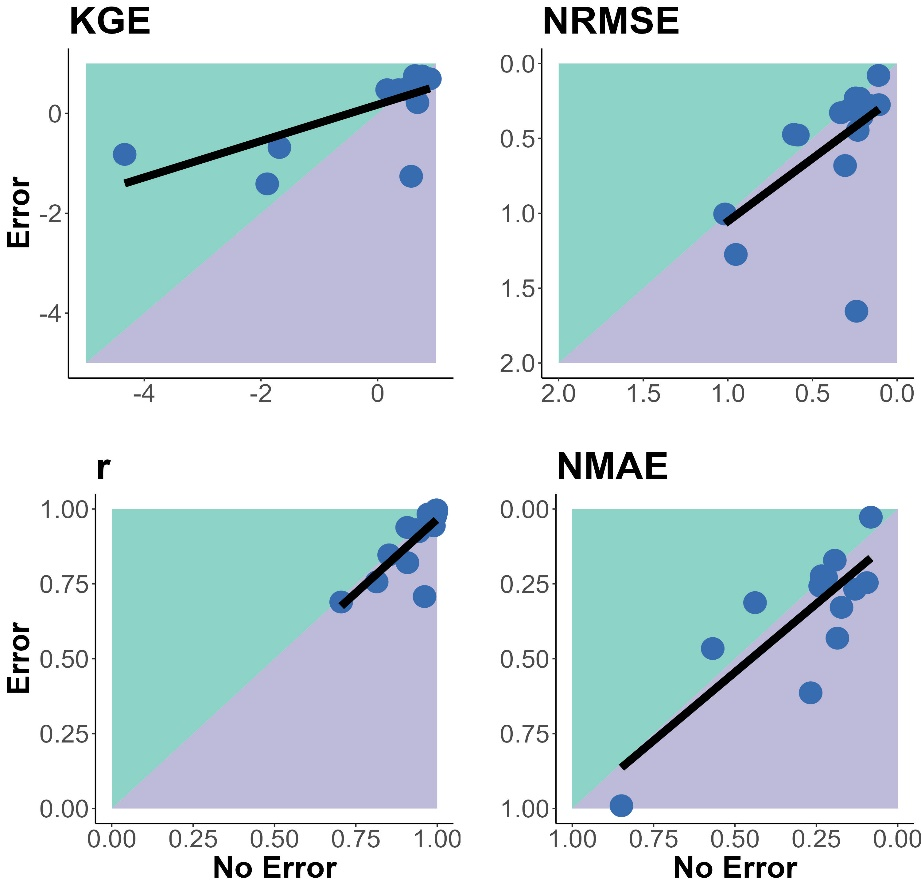 KGE
0
-2
-4
-4 -2 0
Error
NRMSE
0.0
0.5
1.0
1.5
2.0
2.0 1.5 1.0 0.5 0.0
r
1.00
0.75
0.50
0.25
0.00
0.00 0.25 0.50 0.75 1.00
Error
No Error
NMAE
0.00
0.25
0.50
0.75
1.00
1.00 0.75 0.50 0.25 0.00
No Error